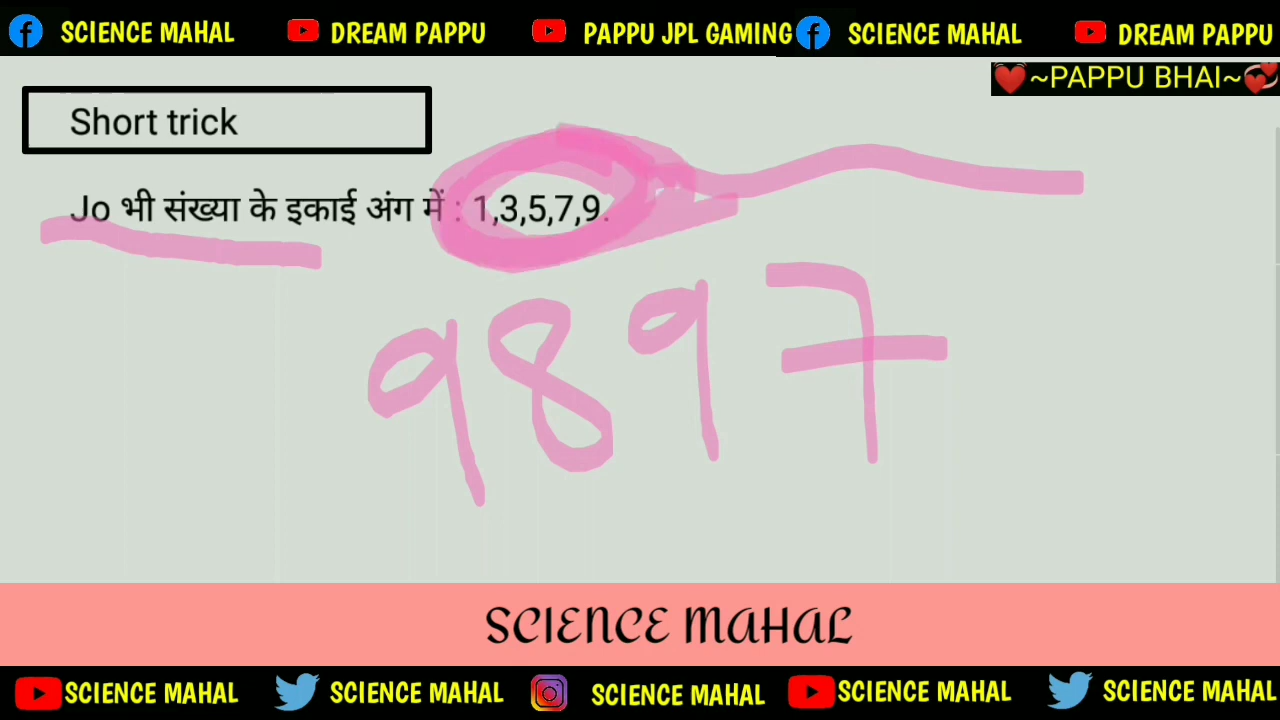 SCIENCE MAHAL DREAM PAPPU PAPPU JPL GAMING SCIENCE MAHAL DREAM PAPPU
~PAPPU BHAI~
Short trick
Jo भी संख्या के इकाई अंग में : 1,3,5,7,9.
9897
SCIENCE MAHAL
SCIENCE MAHAL SCIENCE MAHAL SCIENCE MAHAL SCIENCE MAHAL SCIENCE MAHAL